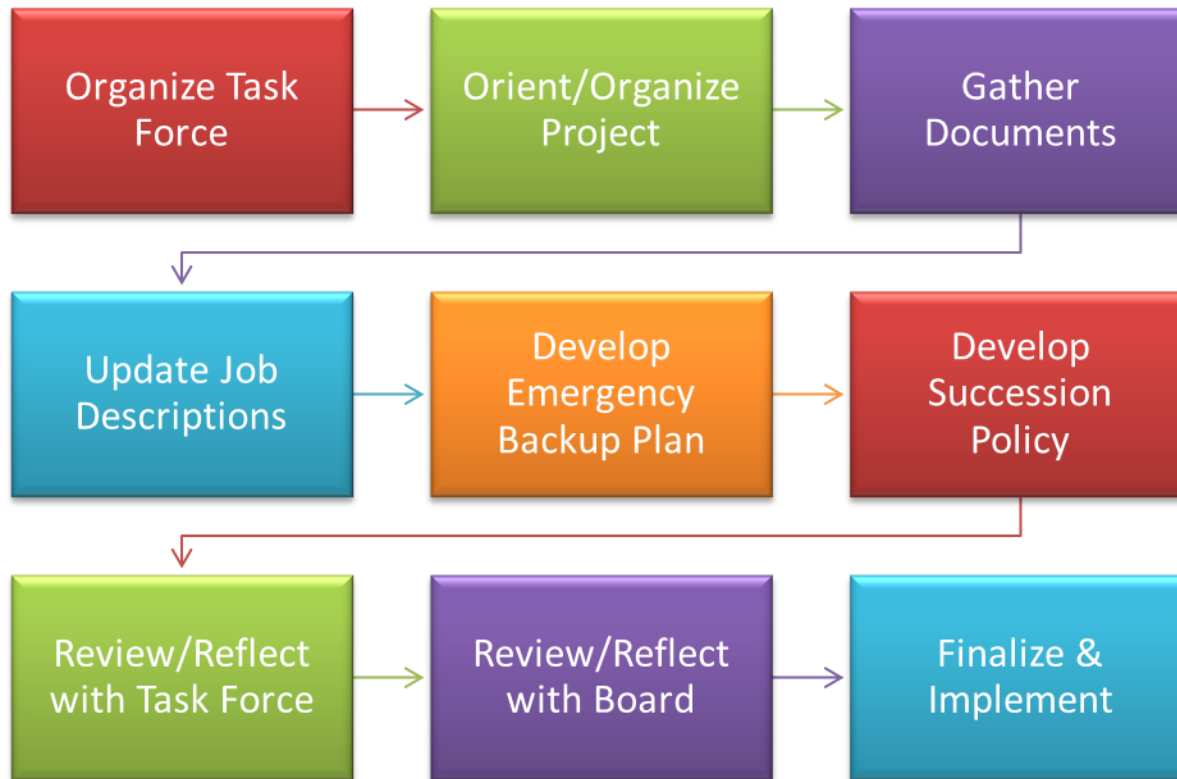 Organize Task
Force
Orient/Organize
Project
Gather
Documents
Update Job
Descriptions
Develop
Emergency
Backup Plan
Develop
Succession
Policy
Review/Reflect
with Task Force
Review/Reflect
with Board
Finalize &
Implement